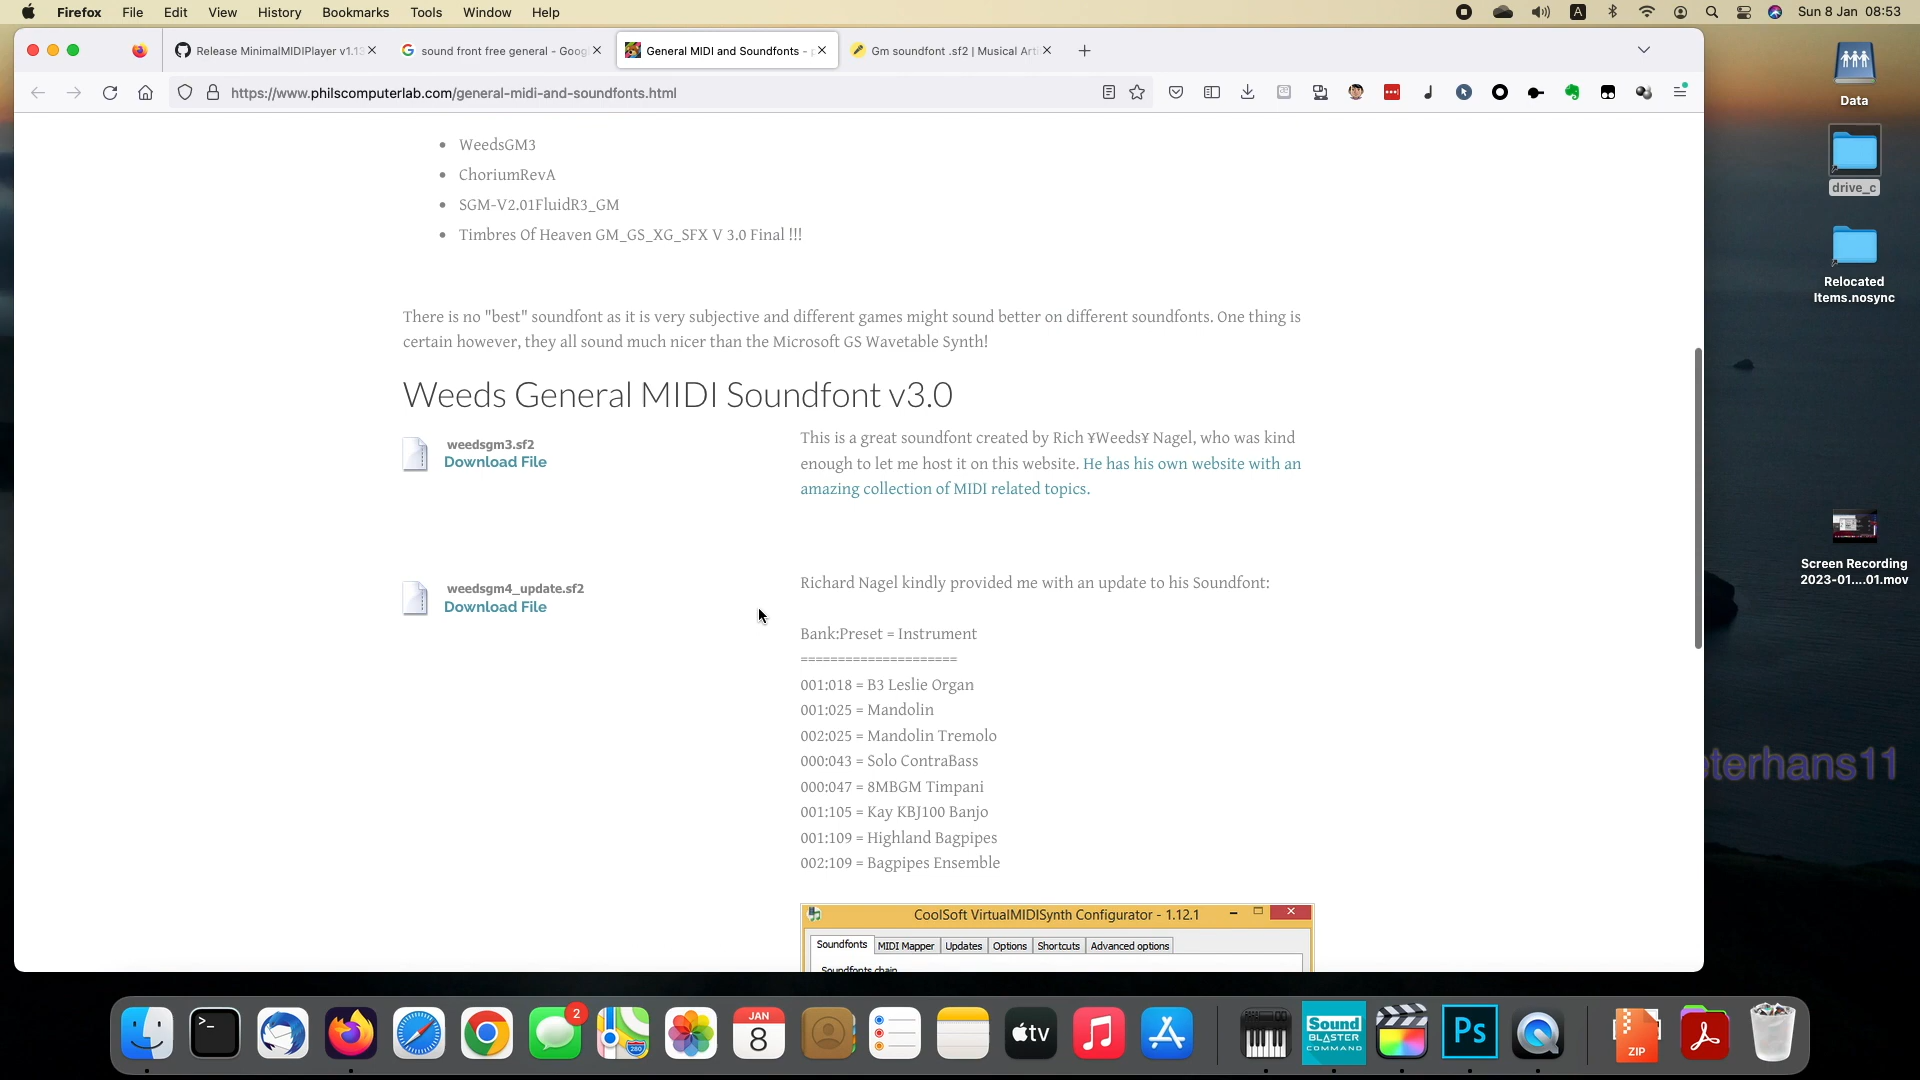 Firefox File Edit View History Bookmarks Tools Window Help
A
Sun 8 Jan 08:53
Release MinimalMIDIPlayer v1.13
sound front free general - Goog
General MIDI and Soundfonts - p
Gm soundfont .sf2 | Musical Arti
https://www.philscomputerlab.com/general-midi-and-soundfonts.html
Data
drive_c
Relocated
Items.nosync
Screen Recording
2023-01....01.mov
terhans11
WeedsGM3
ChoriumRevA
SGM-V2.01FluidR3_GM
Timbres Of Heaven GM_GS_XG_SFX V 3.0 Final !!!
There is no "best" soundfont as it is very subjective and different games might sound better on different soundfonts. One thing is
certain however, they all sound much nicer than the Microsoft GS Wavetable Synth!
Weeds General MIDI Soundfont v3.0
weedsgm3.sf2
Download File
This is a great soundfont created by Rich ¥Weeds¥ Nagel, who was kind
enough to let me host it on this website. He has his own website with an
amazing collection of MIDI related topics.
weedsgm4_update.sf2
Download File
Richard Nagel kindly provided me with an update to his Soundfont:
Bank:Preset = Instrument
=====================
001:018 = B3 Leslie Organ
001:025 = Mandolin
002:025 = Mandolin Tremolo
000:043 = Solo ContraBass
000:047 = 8MBGM Timpani
001:105 = Kay KBJ100 Banjo
001:109 = Highland Bagpipes
002:109 = Bagpipes Ensemble
CoolSoft VirtualMIDISynth Configurator - 1.12.1
Soundfonts MIDI Mapper Updates Options Shortcuts Advanced options
Soundfonts chain
2
280
JAN
8
tv
Sound
BLASTER
COMMAND
Ps
ZIP